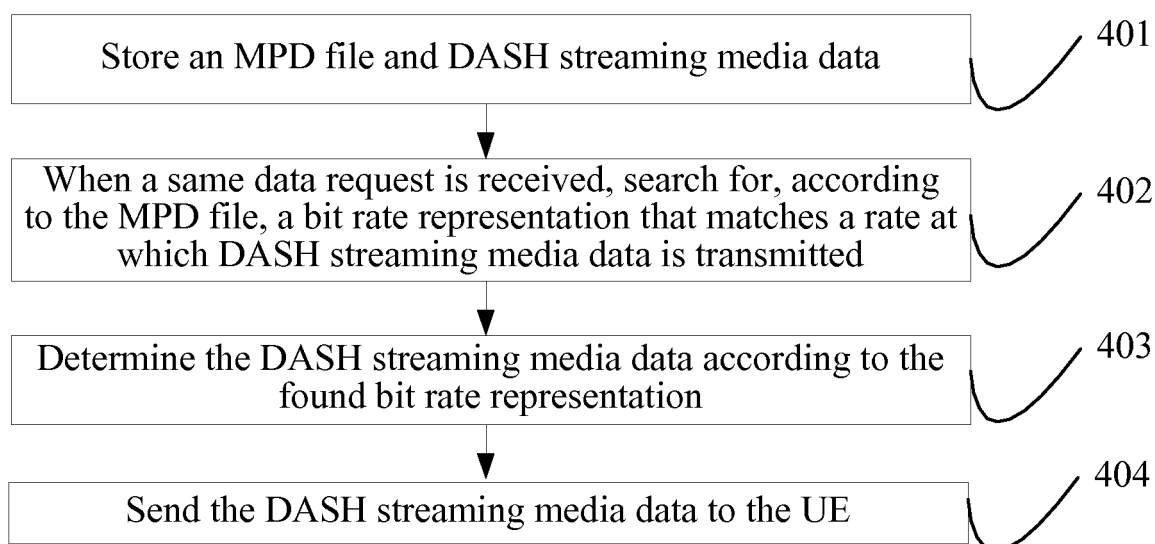 Store an MPD file and DASH streaming media data
401
When a same data request is received, search for, according
to the MPD file, a bit rate representation that matches a rate at
which DASH streaming media data is transmitted
402
Determine the DASH streaming media data according to the
found bit rate representation
403
Send the DASH streaming media data to the UE
404